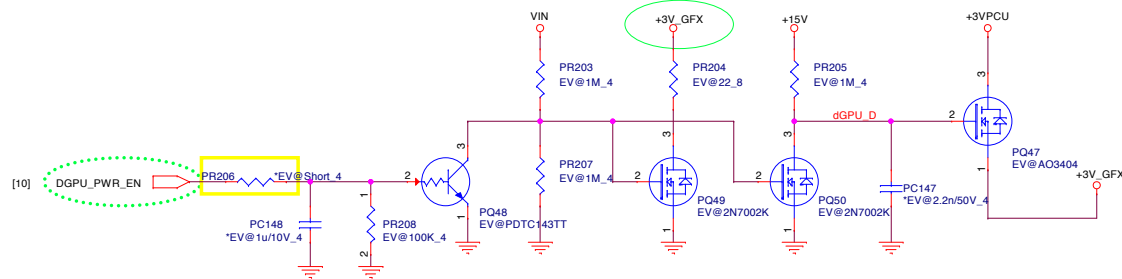 VIN
+3V_GFX
+15V
+3VPCU
PR203
EV@1M_4
PR204
EV@22_8
PR205
EV@1M_4
3
PQ47
EV@AO3404
2
1
+3V_GFX
dGPU_D
[10]
DGPU_PWR_EN
PR206
*EV@Short_4
PC148
*EV@1u/10V_4
1
PR208
EV@100K_4
2
2
3
1
PQ48
EV@PDTC143TT
PR207
EV@1M_4
2
3
1
PQ49
EV@2N7002K
2
3
1
PQ50
EV@2N7002K
PC147
*EV@2.2n/50V_4